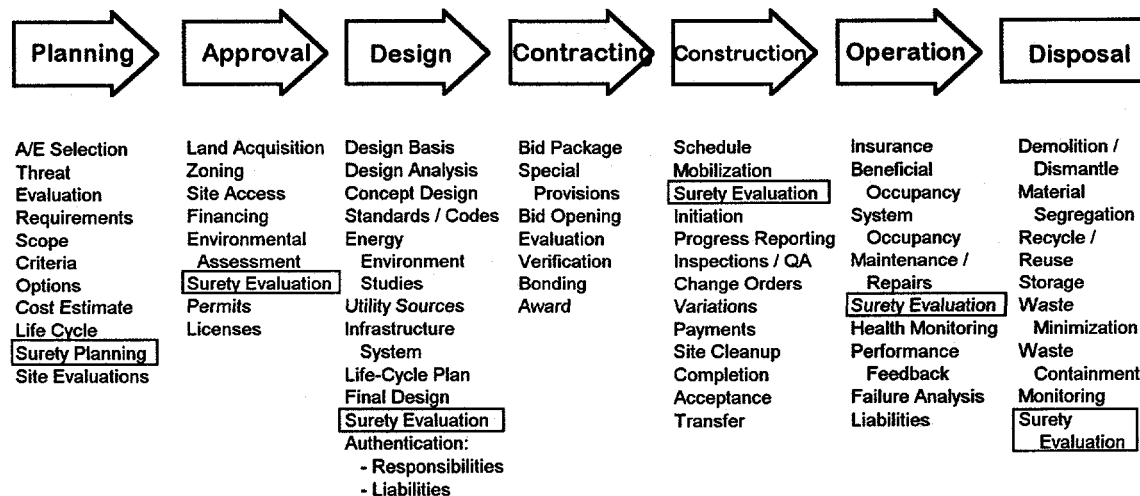 Planning
Approval
Design
Contracting
Construction
Operation
Disposal
A/E Selection
Threat
Evaluation
Requirements
Scope
Criteria
Options
Cost Estimate
Life Cycle
Surety Planning
Site Evaluations
Land Acquisition
Zoning
Site Access
Financing
Environmental
Assessment
Surety Evaluation
Permits
Licenses
Design Basis
Design Analysis
Concept Design
Standards / Codes
Energy
Environment
Studies
Utility Sources
Infrastructure
System
Life-Cycle Plan
Final Design
Surety Evaluation
Authentication:
- Responsibilities
- Liabilities
Bid Package
Special
Provisions
Bid Opening
Evaluation
Verification
Bonding
Award
Schedule
Mobilization
Surety Evaluation
Initiation
Progress Reporting
Inspections / QA
Change Orders
Variations
Payments
Site Cleanup
Completion
Acceptance
Transfer
Insurance
Beneficial
Occupancy
System
Occupancy
Maintenance /
Repairs
Surety Evaluation
Health Monitoring
Performance
Feedback
Failure Analysis
Liabilities
Demolition /
Dismantle
Material
Segregation
Recycle /
Reuse
Storage
Waste
Minimization
Waste
Containment
Monitoring
Surety
Evaluation